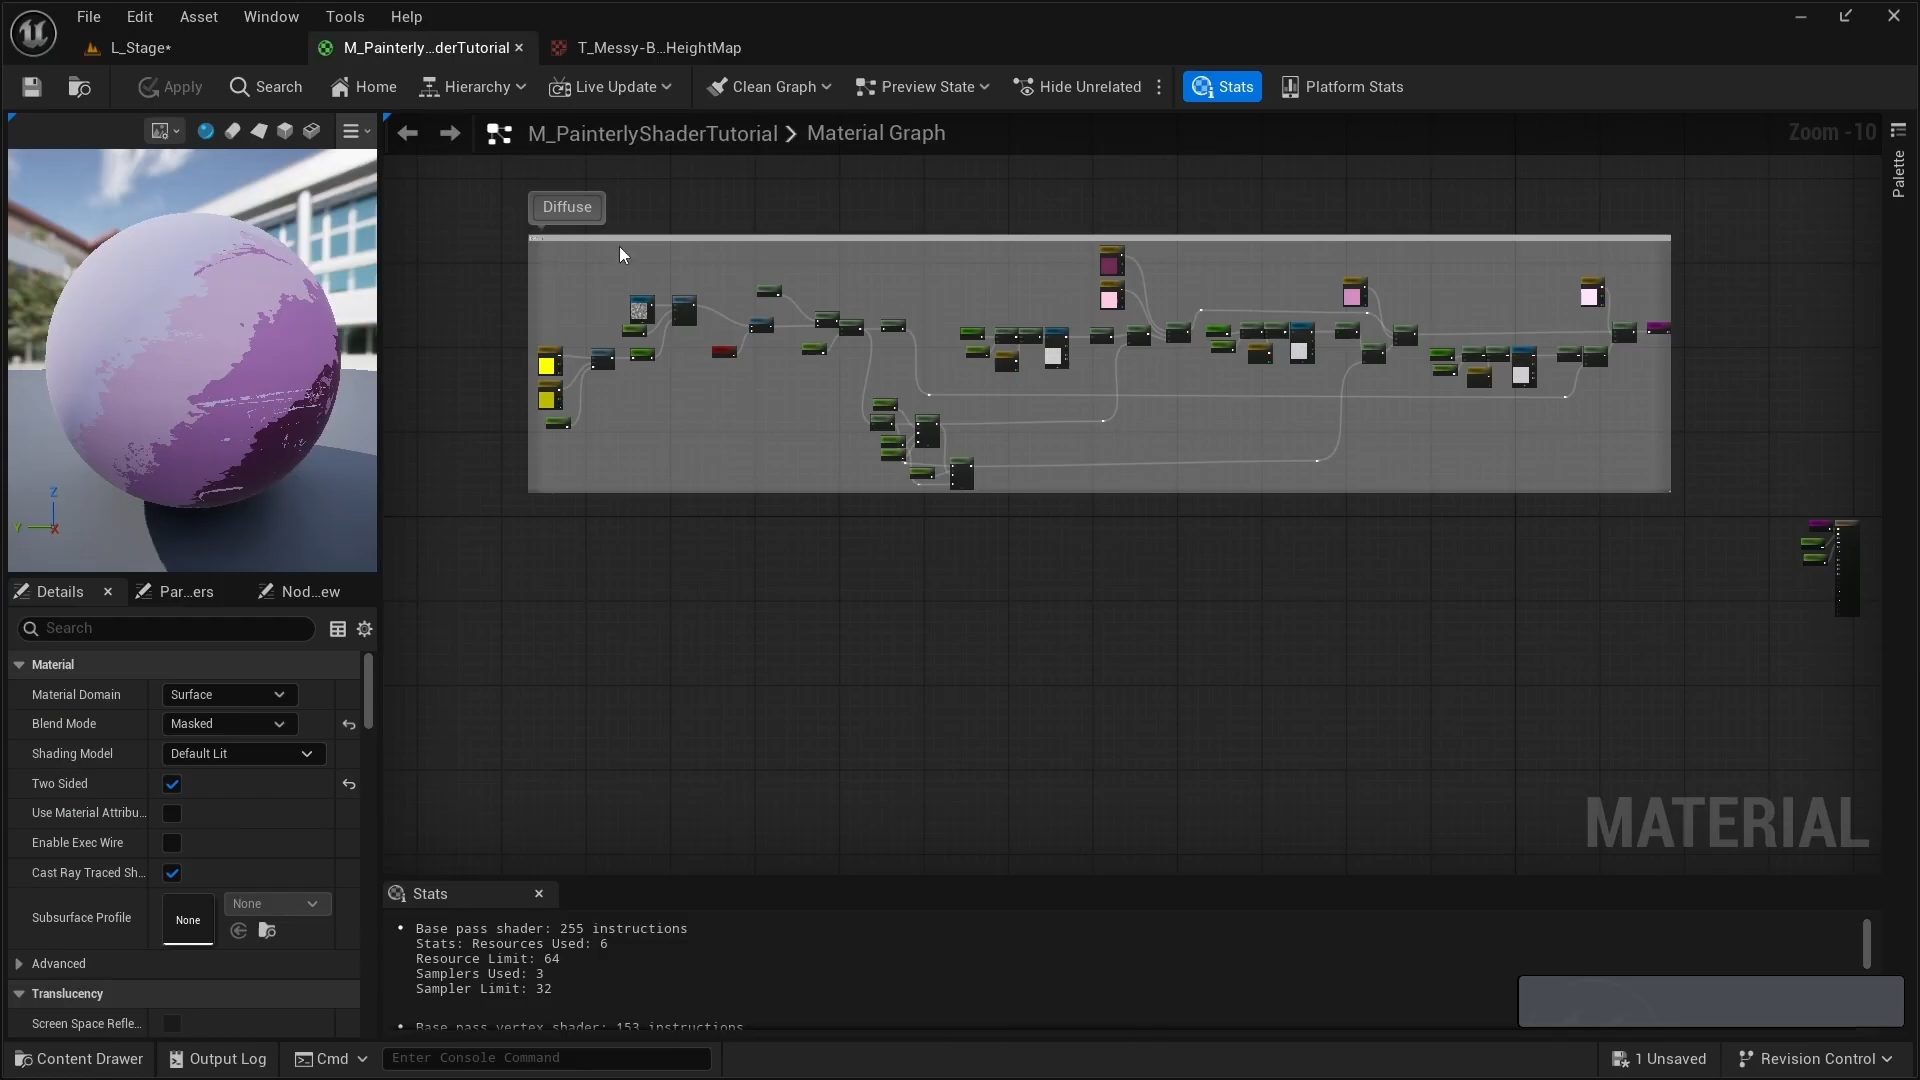 File Edit Asset Window Tools Help
L_Stage*
M_Painterly...derTutorial
T_Messy-B...HeightMap
Apply Search Home Hierarchy Live Update Clean Graph Preview State Hide Unrelated Stats Platform Stats
M_PainterlyShaderTutorial > Material Graph
Zoom -10
Palette
Diffuse
Z
Y X
Details Par...ers Nod...ew
Search
Material
Material Domain Surface
Blend Mode Masked
Shading Model Default Lit
Two Sided
Use Material Attribu...
Enable Exec Wire
Cast Ray Traced Sh...
Subsurface Profile None None
Advanced
Translucency
Screen Space Refle...
MATERIAL
Stats
• Base pass shader: 255 instructions
Stats: Resources Used: 6
Resource Limit: 64
Samplers Used: 3
Sampler Limit: 32
• Base pass vertex shader: 153 instructions
Content Drawer Output Log Cmd Enter Console Command 1 Unsaved Revision Control